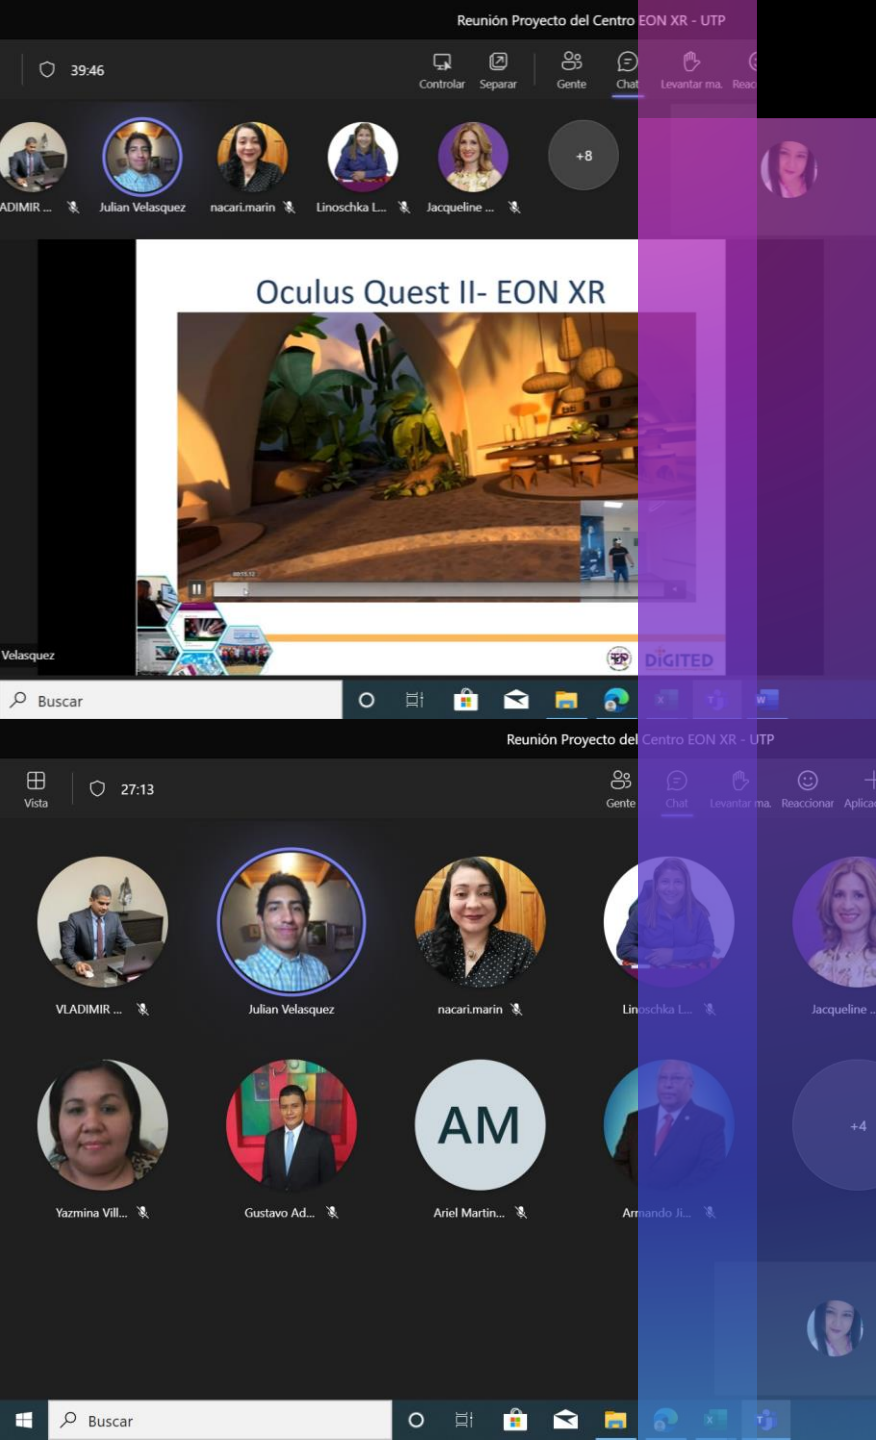 Reunión Proyecto del Centro EON XR - UTP
39:46
Controlar Separar Gente Chat Levantar ma. Reac
+8
ADIMIR ... Julian Velasquez nacari.marin Linoschka L... Jacqueline ...
Oculus Quest II- EON XR
Velasquez
DIGITED
Buscar
Reunión Proyecto del Centro EON XR - UTP
27:13
Vista Gente Chat Levantar ma. Reaccionar Aplica
VLADIMIR ... Julian Velasquez nacari.marin Linoschka L... Jacqueline ...
AM
+4
Yazmina Vill... Gustavo Ad... Ariel Martin... Armando Ji...
Buscar